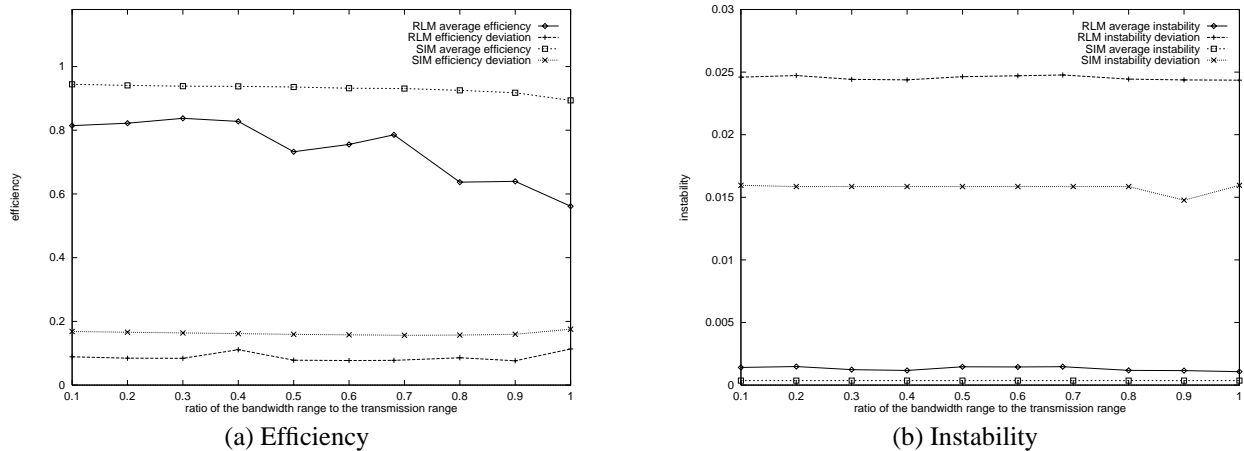 RLM average efficiency
RLM efficiency deviation
SIM average efficiency
SIM efficiency deviation
1
0.8
0.6
0.4
0.2
0
efficiency
0.1 0.2 0.3 0.4 0.5 0.6 0.7 0.8 0.9 1
ratio of the bandwidth range to the transmission range
(a) Efficiency
RLM average instability
RLM instability deviation
SIM average instability
SIM instability deviation
0.03
0.025
0.02
0.015
0.01
0.005
0
instability
0.1 0.2 0.3 0.4 0.5 0.6 0.7 0.8 0.9 1
ratio of the bandwidth range to the transmission range
(b) Instability